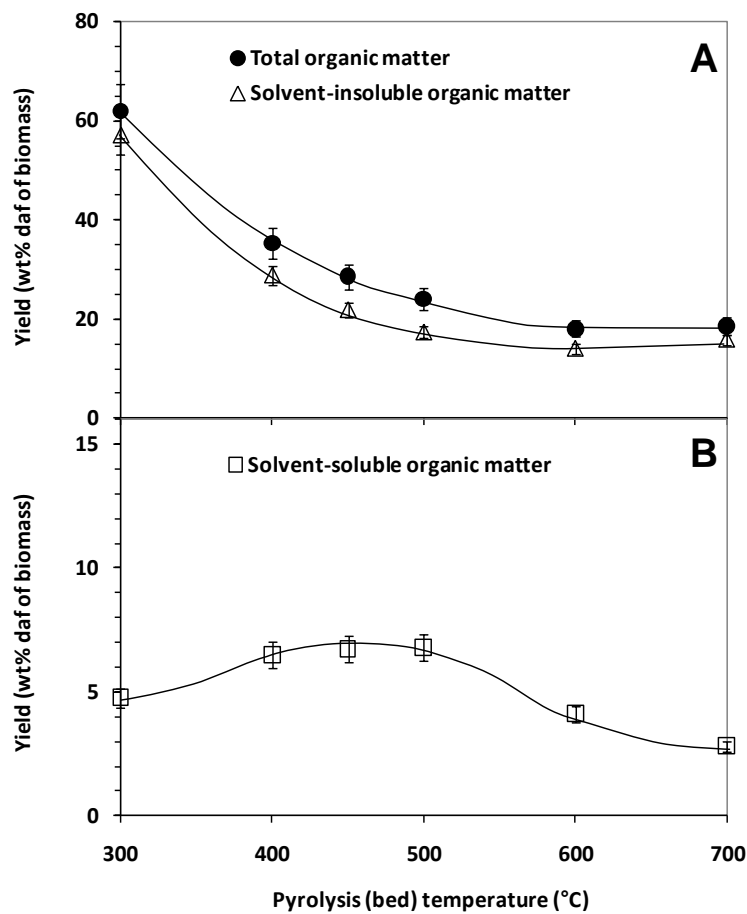 80
Total organic matter
A
Solvent-insoluble organic matter
60
40
20
0
Yield (wt% daf of biomass)
15
Solvent-soluble organic matter
B
10
5
0
Yield (wt% daf of biomass)
300 400 500 600 700
Pyrolysis (bed) temperature (°C)